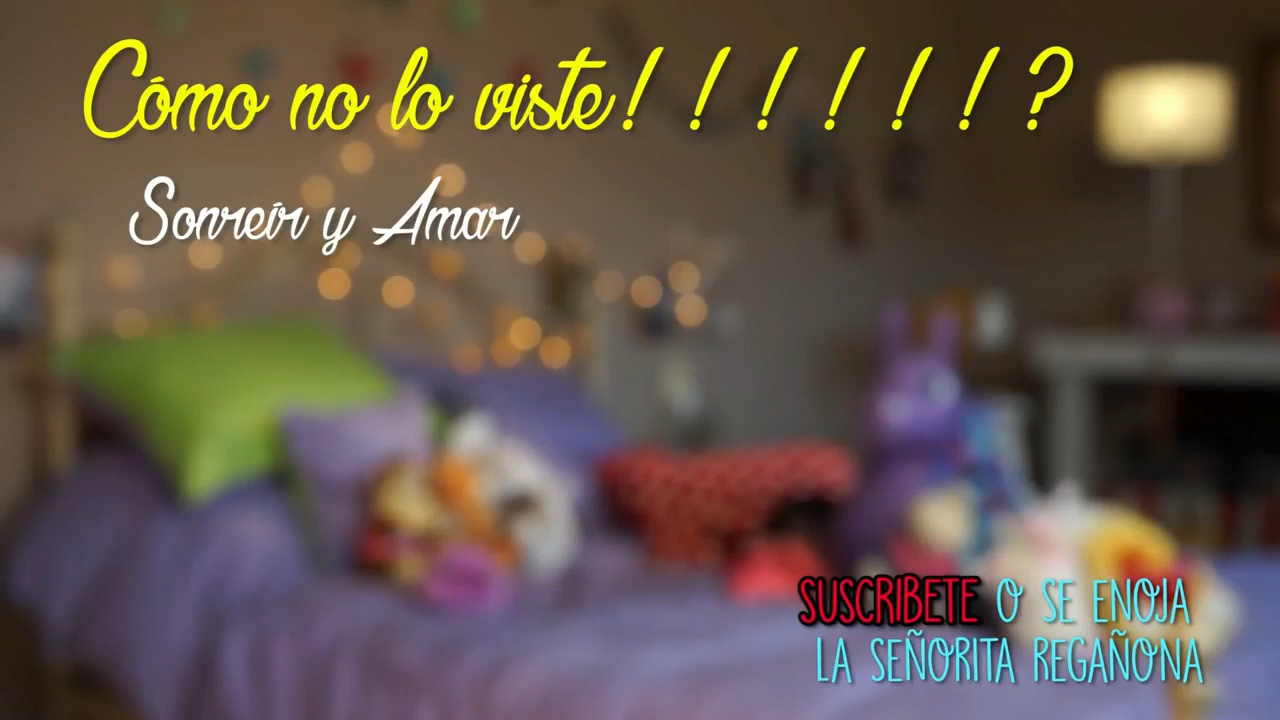 Cómo no lo viste! ! ! ! ! ! ?
Sonreír y Amar
SUSCRIBETE O SE ENOJA
LA SEÑORITA REGAÑONA